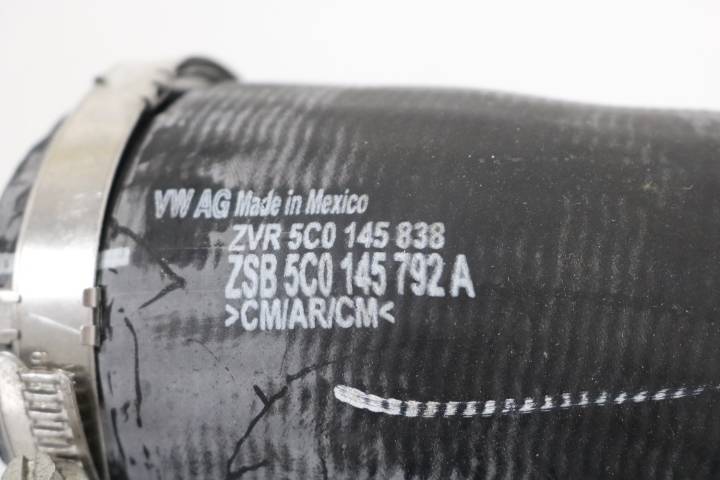 VW AG Made in Mexico
ZVR 5C0 145 838
ZSB 5C0 145 792 A
>CM/AR/CM<